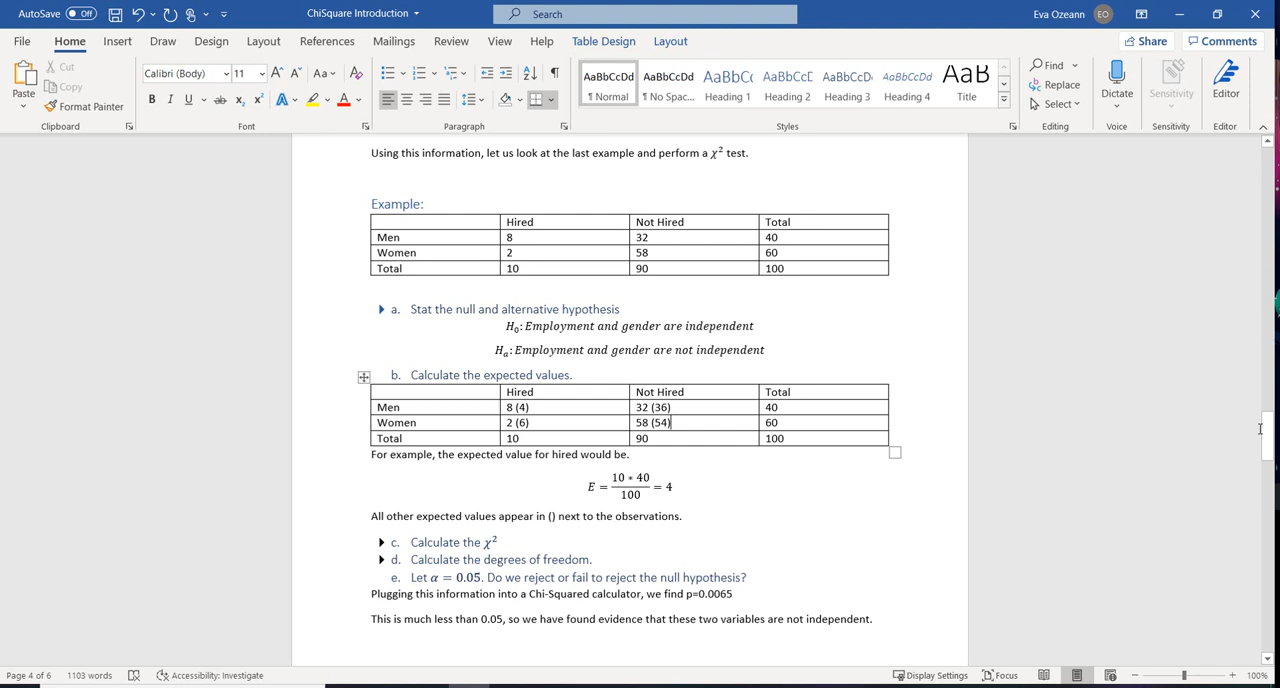 AutoSave Off ChiSquare Introduction Search Eva Ozeann EO
File Home Insert Draw Design Layout References Mailings Review View Help Table Design Layout Share Comments
Paste Cut Copy Format Painter
Calibri (Body) 11 A A Aa A
B I U ab x₂ x² A A
AaBbCcDd AaBbCcDd AaBbCc AaBbCcE AaBbCcDd AaBbCcDd AaB
¶ Normal ¶ No Spac... Heading 1 Heading 2 Heading 3 Heading 4 Title
Find Replace Select Dictate Sensitivity Editor
Clipboard Font Paragraph Styles Editing Voice Sensitivity Editor
Using this information, let us look at the last example and perform a χ² test.
Example:
Hired Not Hired Total
Men 8 32 40
Women 2 58 60
Total 10 90 100
a. Stat the null and alternative hypothesis
H₀: Employment and gender are independent
Hₐ: Employment and gender are not independent
b. Calculate the expected values.
Hired Not Hired Total
Men 8 (4) 32 (36) 40
Women 2 (6) 58 (54) 60
Total 10 90 100
For example, the expected value for hired would be.
E = 10 * 40 / 100 = 4
All other expected values appear in () next to the observations.
c. Calculate the χ²
d. Calculate the degrees of freedom.
e. Let α = 0.05. Do we reject or fail to reject the null hypothesis?
Plugging this information into a Chi-Squared calculator, we find p=0.0065
This is much less than 0.05, so we have found evidence that these two variables are not independent.
Page 4 of 6 1103 words Accessibility: Investigate Display Settings Focus 100%